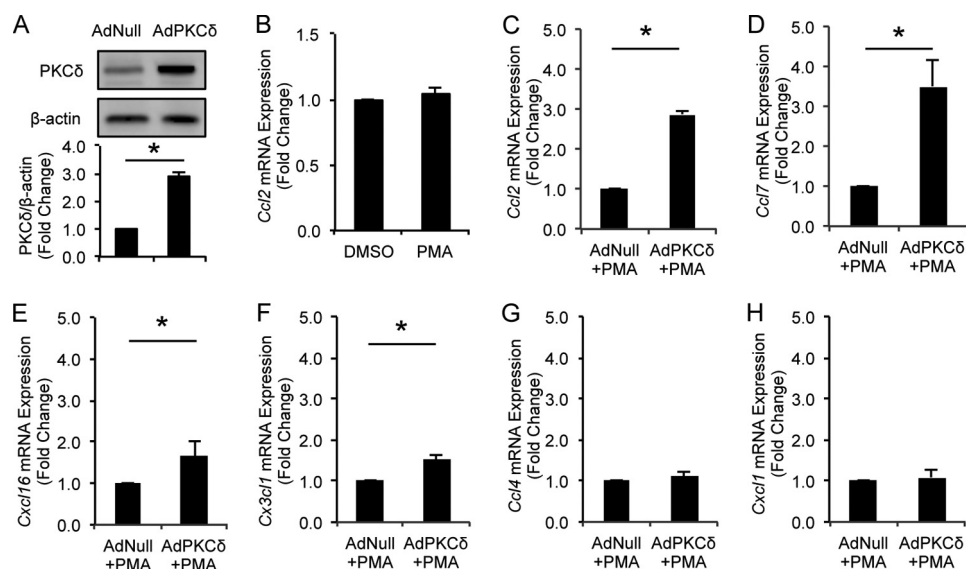 A
AdNull AdPKCδ
PKCδ
β-actin
PKCδ/β-actin
(Fold Change)
4.0
3.0
2.0
1.0
0.0
*
B
Ccl2 mRNA Expression
(Fold Change)
1.5
1.0
0.5
0.0
DMSO PMA
C
Ccl2 mRNA Expression
(Fold Change)
5.0
4.0
3.0
2.0
1.0
0.0
*
AdNull AdPKCδ
+PMA +PMA
D
Ccl7 mRNA Expression
(Fold Change)
5.0
4.0
3.0
2.0
1.0
0.0
*
AdNull AdPKCδ
+PMA +PMA
E
Cxcl16 mRNA Expression
(Fold Change)
5.0
4.0
3.0
2.0
1.0
0.0
*
AdNull AdPKCδ
+PMA +PMA
F
Cx3cl1 mRNA Expression
(Fold Change)
5.0
4.0
3.0
2.0
1.0
0.0
*
AdNull AdPKCδ
+PMA +PMA
G
Ccl4 mRNA Expression
(Fold Change)
5.0
4.0
3.0
2.0
1.0
0.0
AdNull AdPKCδ
+PMA +PMA
H
Cxcl1 mRNA Expression
(Fold Change)
5.0
4.0
3.0
2.0
1.0
0.0
AdNull AdPKCδ
+PMA +PMA